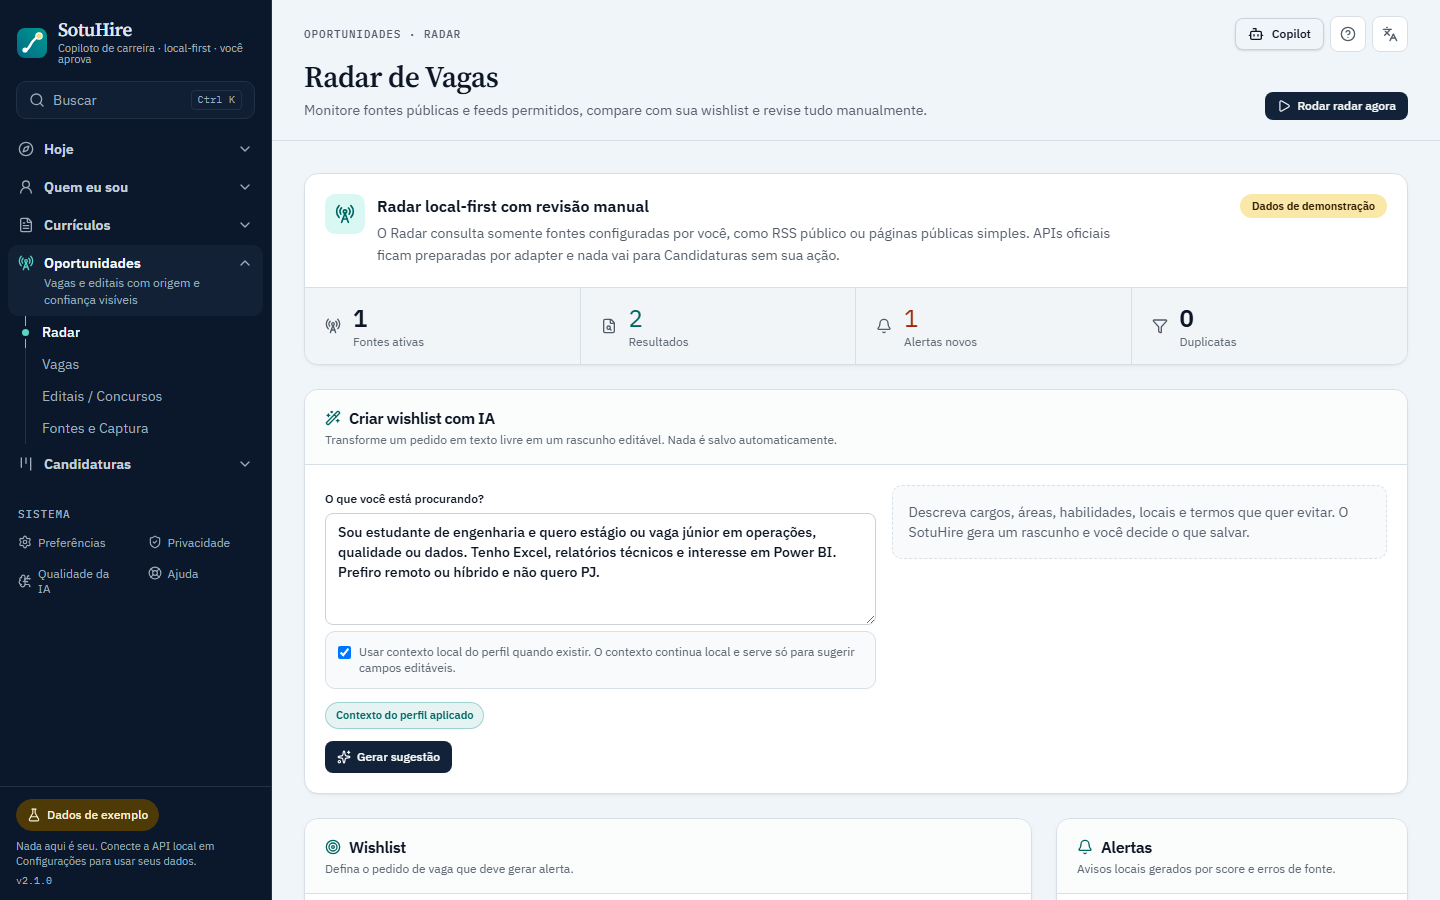 SotuHire
Copiloto de carreira · local-first · você
aprova
Buscar
Ctrl K
Hoje
Quem eu sou
Currículos
Oportunidades
Vagas e editais com origem e
confiança visíveis
Radar
Vagas
Editais / Concursos
Fontes e Captura
Candidaturas
SISTEMA
Preferências
Privacidade
Qualidade da
IA
Ajuda
Dados de exemplo
Nada aqui é seu. Conecte a API local em
Configurações para usar seus dados.
v2.1.0
OPORTUNIDADES · RADAR
Copilot
Radar de Vagas
Monitore fontes públicas e feeds permitidos, compare com sua wishlist e revise tudo manualmente.
Rodar radar agora
Radar local-first com revisão manual
Dados de demonstração
O Radar consulta somente fontes configuradas por você, como RSS público ou páginas públicas simples. APIs oficiais
ficam preparadas por adapter e nada vai para Candidaturas sem sua ação.
1
Fontes ativas
2
Resultados
1
Alertas novos
0
Duplicatas
Criar wishlist com IA
Transforme um pedido em texto livre em um rascunho editável. Nada é salvo automaticamente.
O que você está procurando?
Sou estudante de engenharia e quero estágio ou vaga júnior em operações,
qualidade ou dados. Tenho Excel, relatórios técnicos e interesse em Power BI.
Prefiro remoto ou híbrido e não quero PJ.
Descreva cargos, áreas, habilidades, locais e termos que quer evitar. O
SotuHire gera um rascunho e você decide o que salvar.
Usar contexto local do perfil quando existir. O contexto continua local e serve só para sugerir
campos editáveis.
Contexto do perfil aplicado
Gerar sugestão
Wishlist
Defina o pedido de vaga que deve gerar alerta.
Alertas
Avisos locais gerados por score e erros de fonte.